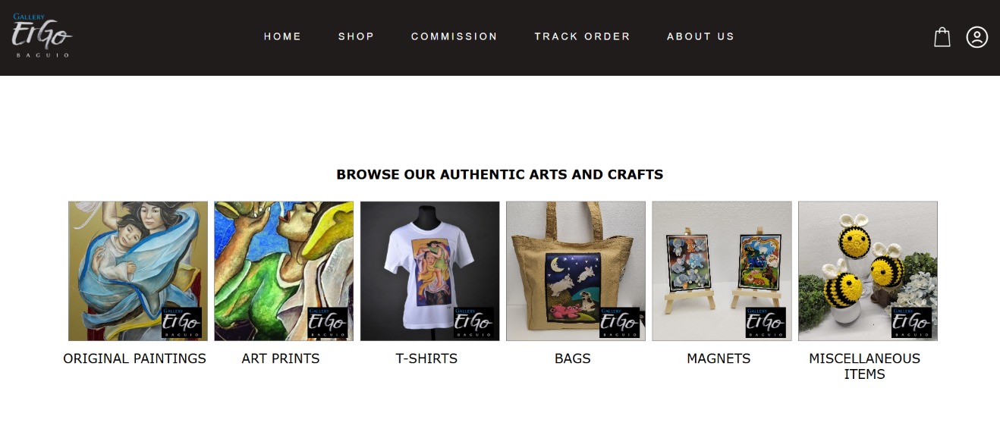 GALLERY
ErGo
BAGUIO
HOME SHOP COMMISSION TRACK ORDER ABOUT US
BROWSE OUR AUTHENTIC ARTS AND CRAFTS
GALLERY
ErGo
BAGUIO
GALLERY
ErGo
BAGUIO
GALLERY
ErGo
BAGUIO
GALLERY
ErGo
BAGUIO
GALLERY
ErGo
BAGUIO
GALLERY
ErGo
BAGUIO
ORIGINAL PAINTINGS
ART PRINTS
T-SHIRTS
BAGS
MAGNETS
MISCELLANEOUS
ITEMS